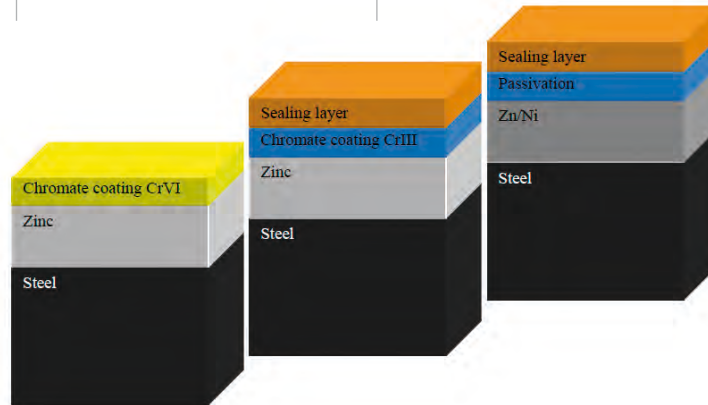 Chromate coating CrVI
Zinc
Steel
Sealing layer
Chromate coating CrIII
Zinc
Steel
Sealing layer
Passivation
Zn/Ni
Steel